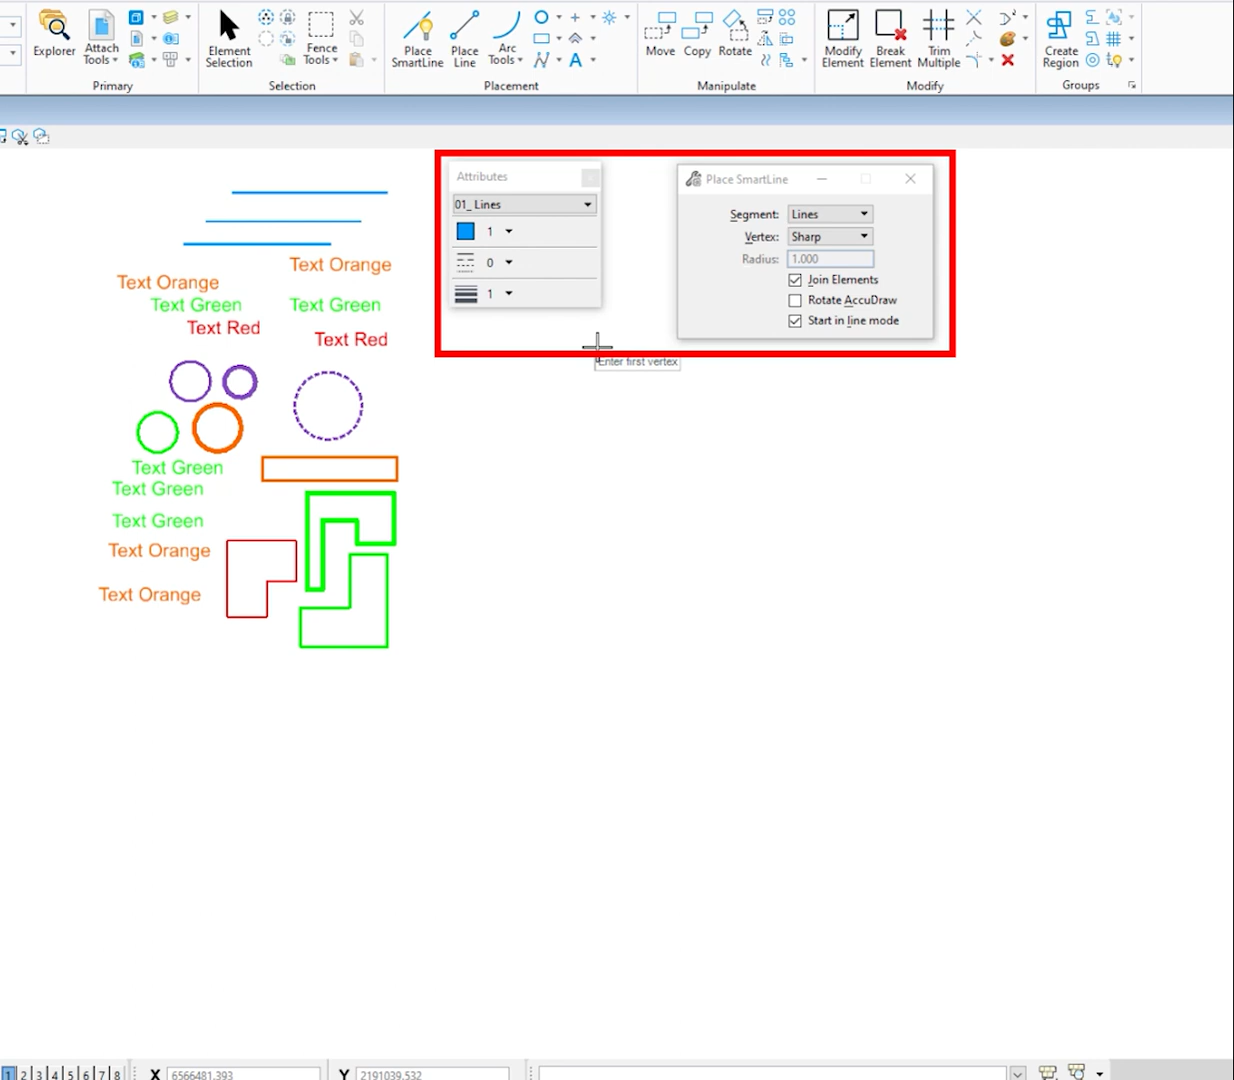 Explorer
Attach
Tools
Primary
Element
Selection
Fence
Tools
Selection
Place
SmartLine
Place
Line
Arc
Tools
Placement
Move
Copy
Rotate
Manipulate
Modify
Element
Break
Element
Trim
Multiple
Modify
Create
Region
Groups
Attributes
01_ Lines
1
0
1
Place SmartLine
Segment: Lines
Vertex: Sharp
Radius: 1.000
Join Elements
Rotate AccuDraw
Start in line mode
Enter first vertex
Text Orange
Text Orange
Text Green
Text Green
Text Red
Text Red
Text Green
Text Green
Text Green
Text Orange
Text Orange
1 2 3 4 5 6 7 8
X 6566481.393
Y 2191039.532